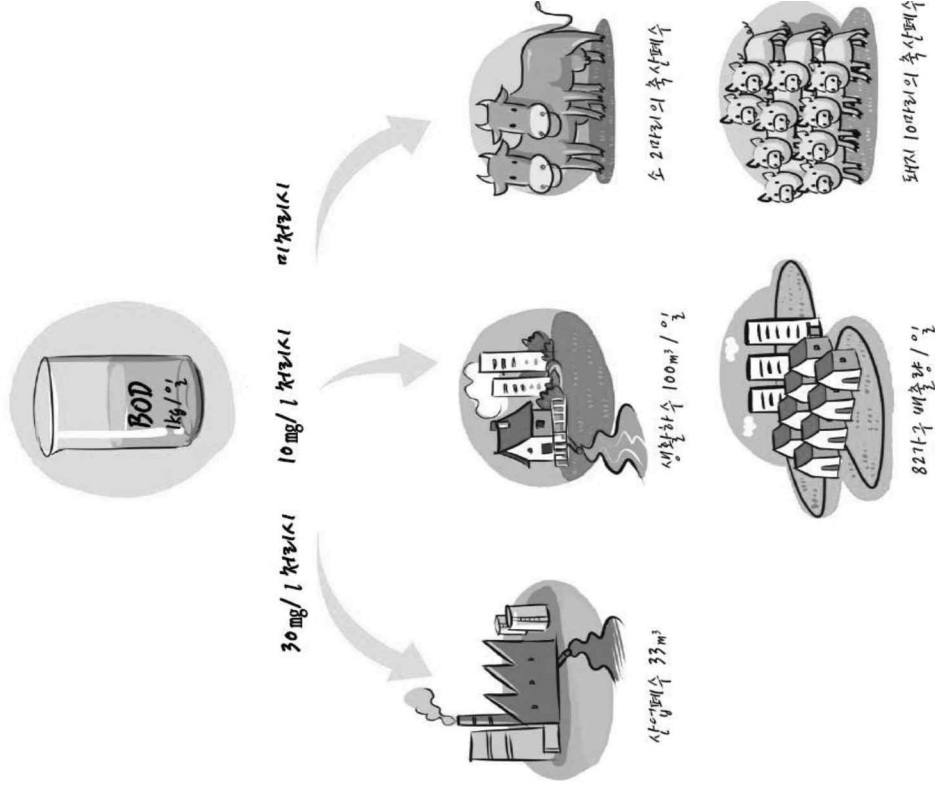 BOD
1kg/일
30㎎/l 처리시
10㎎/l 처리시
미처리시
산업폐수 33㎥
생활하수 100㎥/일
소 2마리의 축산폐수
82가구 배출량/일
돼지 10마리의 축산폐수